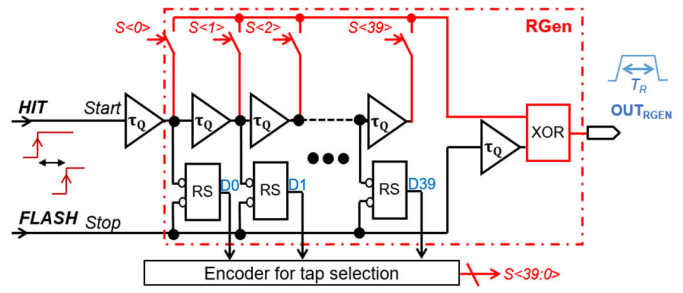 S<0>
S<1>
S<2>
S<39>
RGen
T_R
OUT_RGEN
HIT
Start
τ_Q
τ_Q
τ_Q
τ_Q
τ_Q
XOR
RS
D0
RS
D1
RS
D39
FLASH
Stop
Encoder for tap selection
S<39:0>